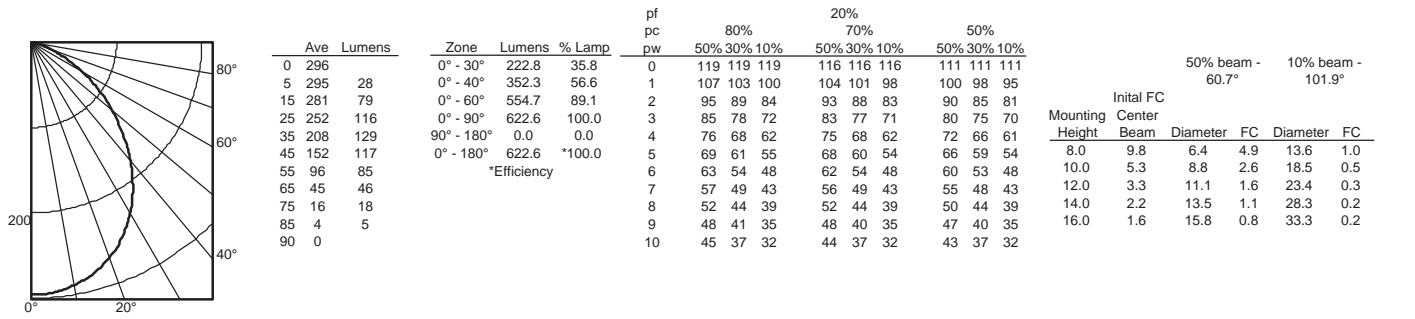 80°
60°
200
40°
0° 20°
Ave Lumens
0 296
5 295 28
15 281 79
25 252 116
35 208 129
45 152 117
55 96 85
65 45 46
75 16 18
85 4 5
90 0
Zone Lumens % Lamp
0° - 30° 222.8 35.8
0° - 40° 352.3 56.6
0° - 60° 554.7 89.1
0° - 90° 622.6 100.0
90° - 180° 0.0 0.0
0° - 180° 622.6 *100.0
*Efficiency
pf 20%
pc 80% 70% 50%
pw 50% 30% 10% 50% 30% 10% 50% 30% 10%
0 119 119 119 116 116 116 111 111 111
1 107 103 100 104 101 98 100 98 95
2 95 89 84 93 88 83 90 85 81
3 85 78 72 83 77 71 80 75 70
4 76 68 62 75 68 62 72 66 61
5 69 61 55 68 60 54 66 59 54
6 63 54 48 62 54 48 60 53 48
7 57 49 43 56 49 43 55 48 43
8 52 44 39 52 44 39 50 44 39
9 48 41 35 48 40 35 47 40 35
10 45 37 32 44 37 32 43 37 32
50% beam - 10% beam -
60.7° 101.9°
Inital FC
Mounting Center
Height Beam Diameter FC Diameter FC
8.0 9.8 6.4 4.9 13.6 1.0
10.0 5.3 8.8 2.6 18.5 0.5
12.0 3.3 11.1 1.6 23.4 0.3
14.0 2.2 13.5 1.1 28.3 0.2
16.0 1.6 15.8 0.8 33.3 0.2